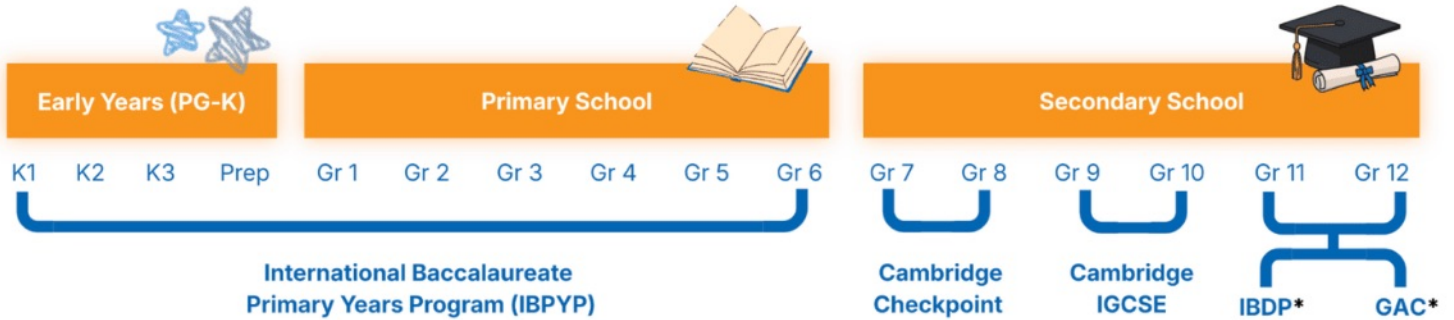 Early Years (PG-K) Primary School Secondary School
K1 K2 K3 Prep Gr 1 Gr 2 Gr 3 Gr 4 Gr 5 Gr 6 Gr 7 Gr 8 Gr 9 Gr 10 Gr 11 Gr 12
International Baccalaureate
Primary Years Program (IBPYP)
Cambridge
Checkpoint
Cambridge
IGCSE
IBDP*
GAC*